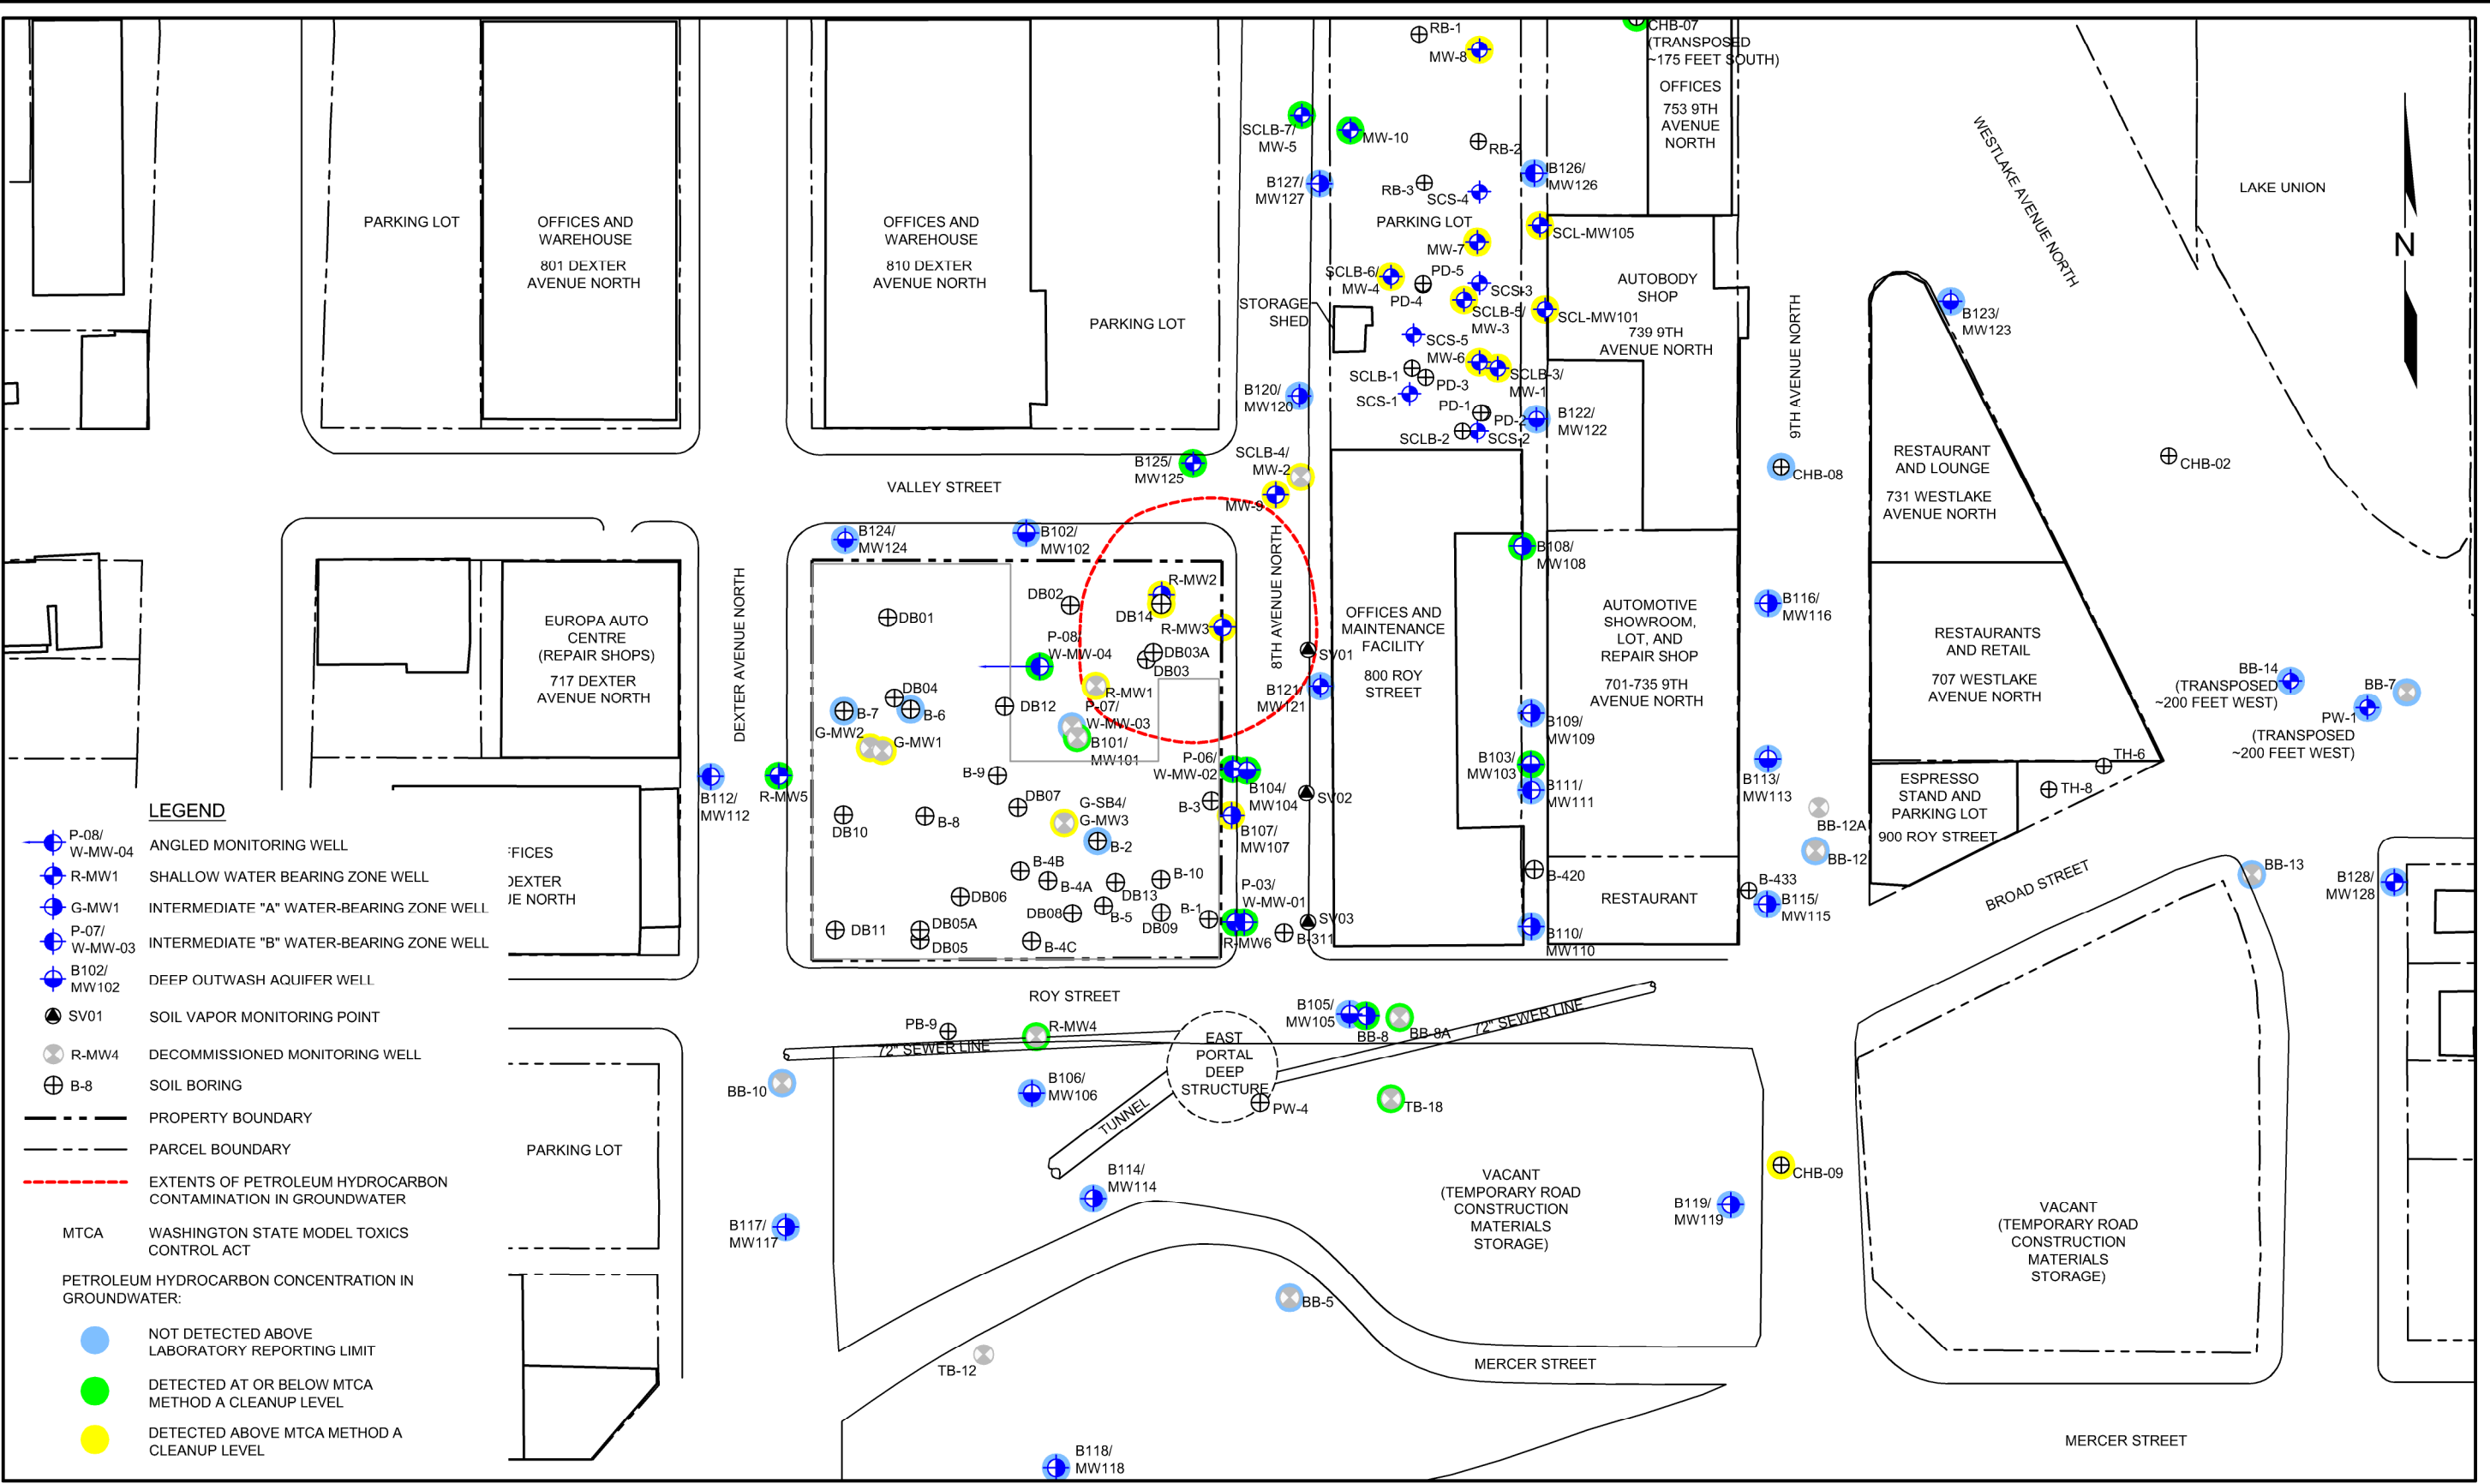 RB-1
MW-8
CHB-07
(TRANSPOSED
~175 FEET SOUTH)
OFFICES
753 9TH
AVENUE
NORTH
SCLB-7/
MW-5
MW-10
RB-2
B127/
MW127
RB-3
SCS-4
B126/
MW126
WESTLAKE AVENUE NORTH
LAKE UNION
N
PARKING LOT
OFFICES AND
WAREHOUSE
801 DEXTER
AVENUE NORTH
OFFICES AND
WAREHOUSE
810 DEXTER
AVENUE NORTH
PARKING LOT
PARKING LOT
MW-7
SCL-MW105
SCLB-6/
MW-4
PD-5
PD-4
SCS-3
SCLB-5/
MW-3
SCL-MW101
AUTOBODY
SHOP
739 9TH
AVENUE NORTH
STORAGE
SHED
SCS-5
MW-6
SCLB-1
PD-3
SCLB-3/
MW-1
SCS-1
PD-1
PD-2
SCLB-2
SCS-2
B120/
MW120
B122/
MW122
9TH AVENUE NORTH
B123/
MW123
RESTAURANT
AND LOUNGE
731 WESTLAKE
AVENUE NORTH
CHB-02
CHB-08
B125/
MW125
SCLB-4/
MW-2
MW-9
VALLEY STREET
B124/
MW124
B102/
MW102
B108/
MW108
8TH AVENUE NORTH
DEXTER AVENUE NORTH
EUROPA AUTO
CENTRE
(REPAIR SHOPS)
717 DEXTER
AVENUE NORTH
DB01
DB02
R-MW2
DB14
R-MW3
P-08/
W-MW-04
DB03A
DB03
SV01
OFFICES AND
MAINTENANCE
FACILITY
800 ROY
STREET
AUTOMOTIVE
SHOWROOM,
LOT, AND
REPAIR SHOP
701-735 9TH
AVENUE NORTH
B116/
MW116
RESTAURANTS
AND RETAIL
707 WESTLAKE
AVENUE NORTH
BB-14
(TRANSPOSED
~200 FEET WEST)
BB-7
PW-1
(TRANSPOSED
~200 FEET WEST)
DB04
B-7
B-6
DB12
R-MW1
P-07/
W-MW-03
B101/
MW101
B121/
MW121
G-MW2
G-MW1
B109/
MW109
B103/
MW103
B111/
MW111
B113/
MW113
TH-6
TH-8
ESPRESSO
STAND AND
PARKING LOT
900 ROY STREET
B112/
MW112
R-MW5
B-9
P-06/
W-MW-02
B104/
MW104
SV02
B-3
B107/
MW107
DB07
G-SB4/
G-MW3
DB10
B-8
B-2
BB-12A
BB-12
B-4B
B-4A
DB13
B-10
DB06
DB08
B-5
DB09
B-1
P-03/
W-MW-01
R-MW6
SV03
B-311
B-420
RESTAURANT
B-433
B115/
MW115
B110/
MW110
DB11
DB05A
DB05
B-4C
BROAD STREET
BB-13
B128/
MW128
FFICES
DEXTER
UE NORTH
LEGEND
P-08/
W-MW-04
ANGLED MONITORING WELL
R-MW1
SHALLOW WATER BEARING ZONE WELL
G-MW1
INTERMEDIATE "A" WATER-BEARING ZONE WELL
P-07/
W-MW-03
INTERMEDIATE "B" WATER-BEARING ZONE WELL
B102/
MW102
DEEP OUTWASH AQUIFER WELL
SV01
SOIL VAPOR MONITORING POINT
R-MW4
DECOMMISSIONED MONITORING WELL
B-8
SOIL BORING
PROPERTY BOUNDARY
PARCEL BOUNDARY
EXTENTS OF PETROLEUM HYDROCARBON
CONTAMINATION IN GROUNDWATER
MTCA
WASHINGTON STATE MODEL TOXICS
CONTROL ACT
PETROLEUM HYDROCARBON CONCENTRATION IN
GROUNDWATER:
NOT DETECTED ABOVE
LABORATORY REPORTING LIMIT
DETECTED AT OR BELOW MTCA
METHOD A CLEANUP LEVEL
DETECTED ABOVE MTCA METHOD A
CLEANUP LEVEL
ROY STREET
PB-9
R-MW4
72" SEWER LINE
EAST
PORTAL
DEEP
STRUCTURE
B105/
MW105
BB-8
BB-8A
72" SEWER LINE
BB-10
B106/
MW106
TUNNEL
PW-4
TB-18
PARKING LOT
B114/
MW114
B117/
MW117
VACANT
(TEMPORARY ROAD
CONSTRUCTION
MATERIALS
STORAGE)
CHB-09
B119/
MW119
VACANT
(TEMPORARY ROAD
CONSTRUCTION
MATERIALS
STORAGE)
BB-5
TB-12
MERCER STREET
B118/
MW118
MERCER STREET